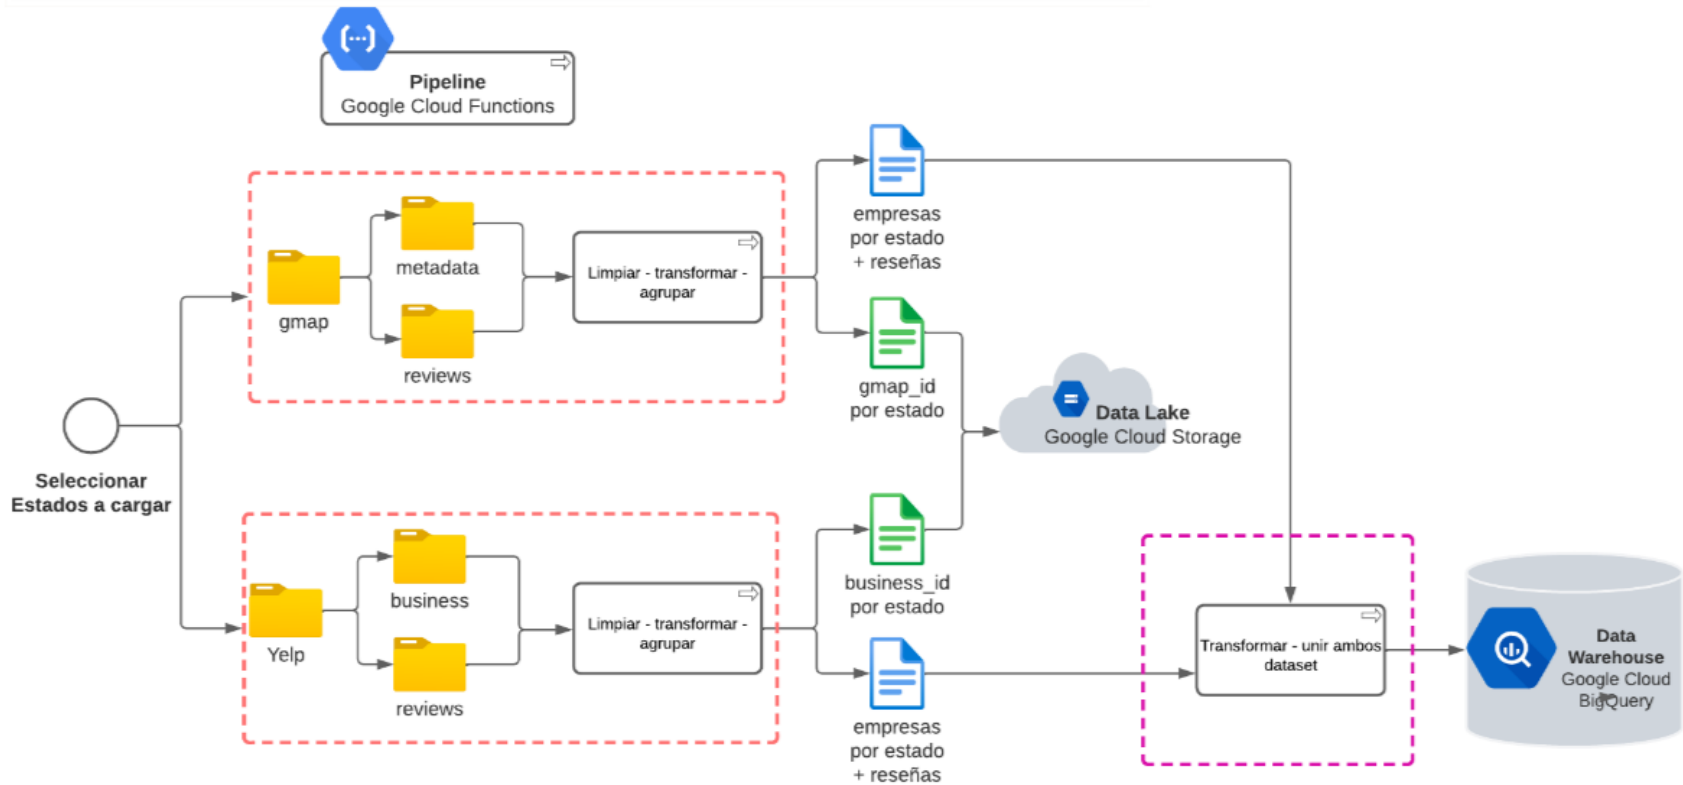 Pipeline
Google Cloud Functions
gmap
metadata
reviews
Limpiar - transformar -
agrupar
empresas
por estado
+ reseñas
gmap_id
por estado
Data Lake
Google Cloud Storage
Seleccionar
Estados a cargar
Yelp
business
reviews
Limpiar - transformar -
agrupar
business_id
por estado
empresas
por estado
+ reseñas
Transformar - unir ambos
dataset
Data
Warehouse
Google Cloud
BigQuery